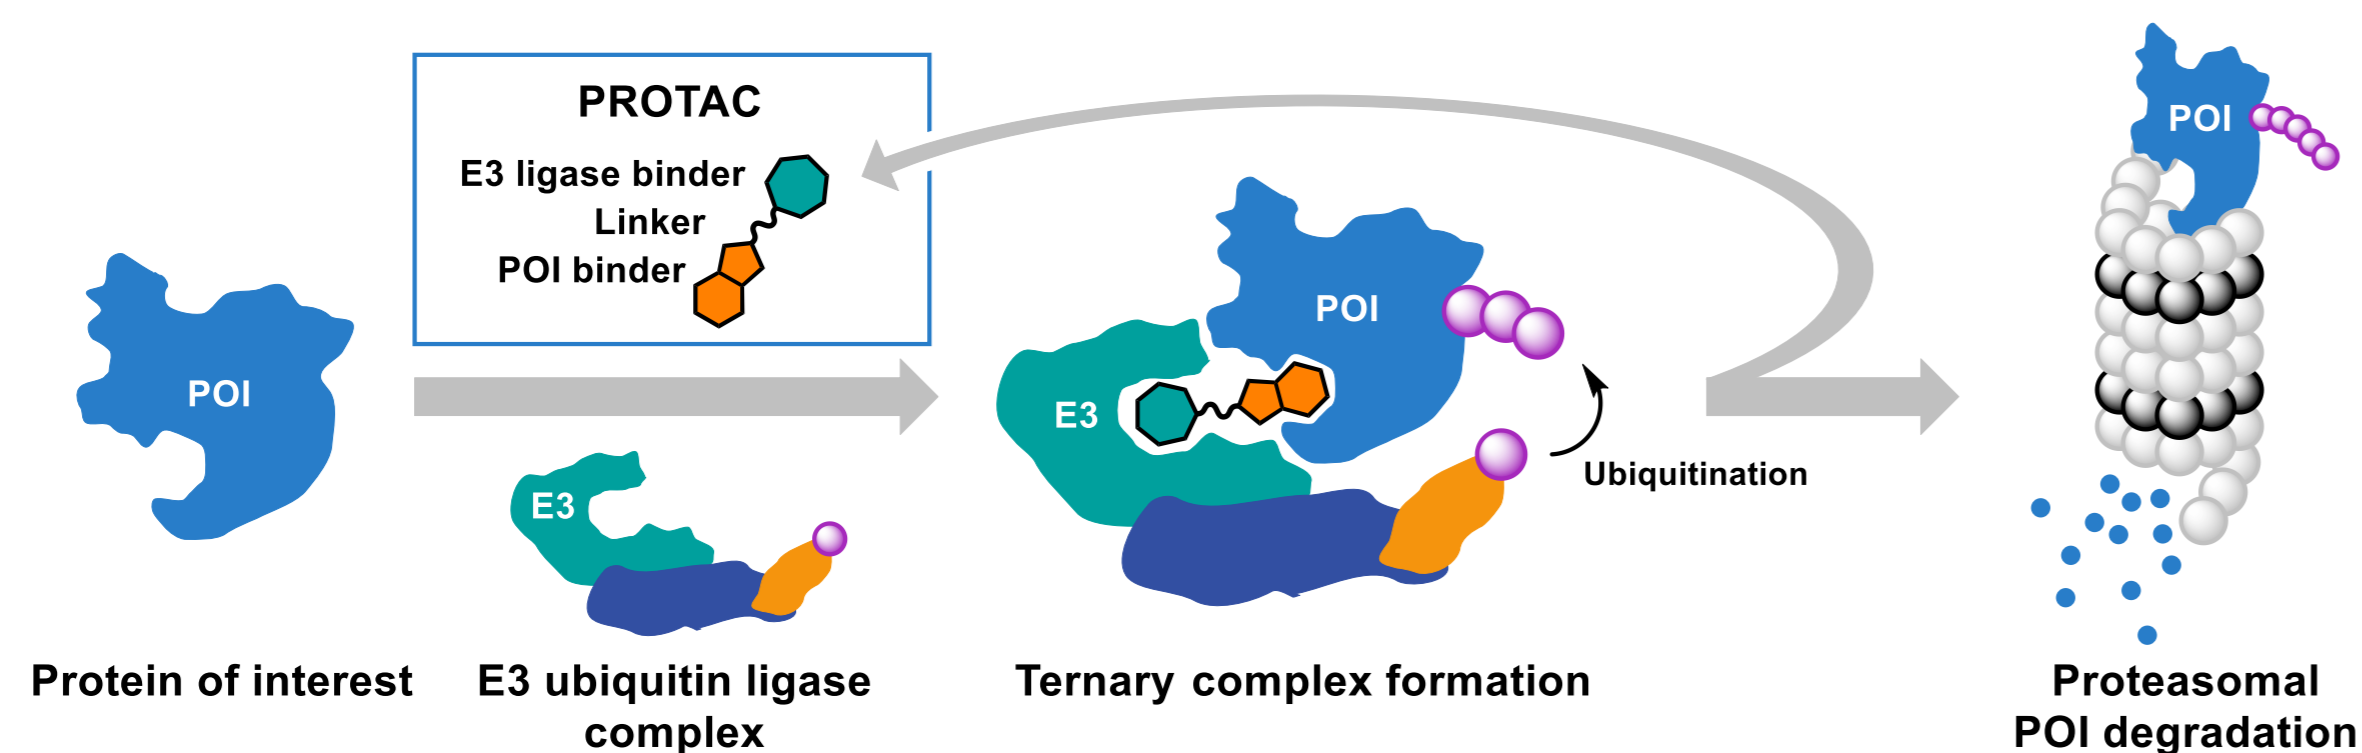 PROTAC
E3 ligase binder
Linker
POI binder
POI
E3
POI
E3
Ubiquitination
POI
Protein of interest
E3 ubiquitin ligase
complex
Ternary complex formation
Proteasomal
POI degradation